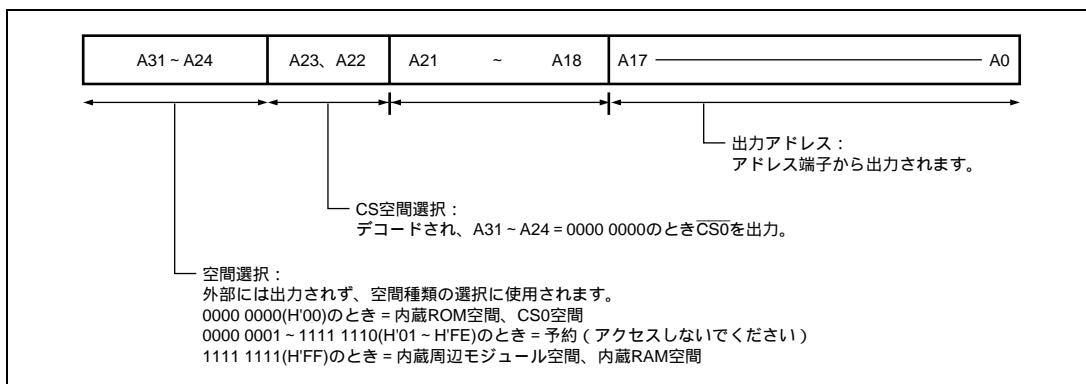 A31 ~ A24 A23、A22 A21 ~ A18 A17 A0
出力アドレス：
アドレス端子から出力されます。
CS空間選択：
デコードされ、A31 ~ A24 = 0000 0000のときC̅S̅0̅を出力。
空間選択：
外部には出力されず、空間種類の選択に使用されます。
0000 0000(H'00)のとき = 内蔵ROM空間、CS0空間
0000 0001 ~ 1111 1110(H'01 ~ H'FE)のとき = 予約（アクセスしないでください）
1111 1111(H'FF)のとき = 内蔵周辺モジュール空間、内蔵RAM空間